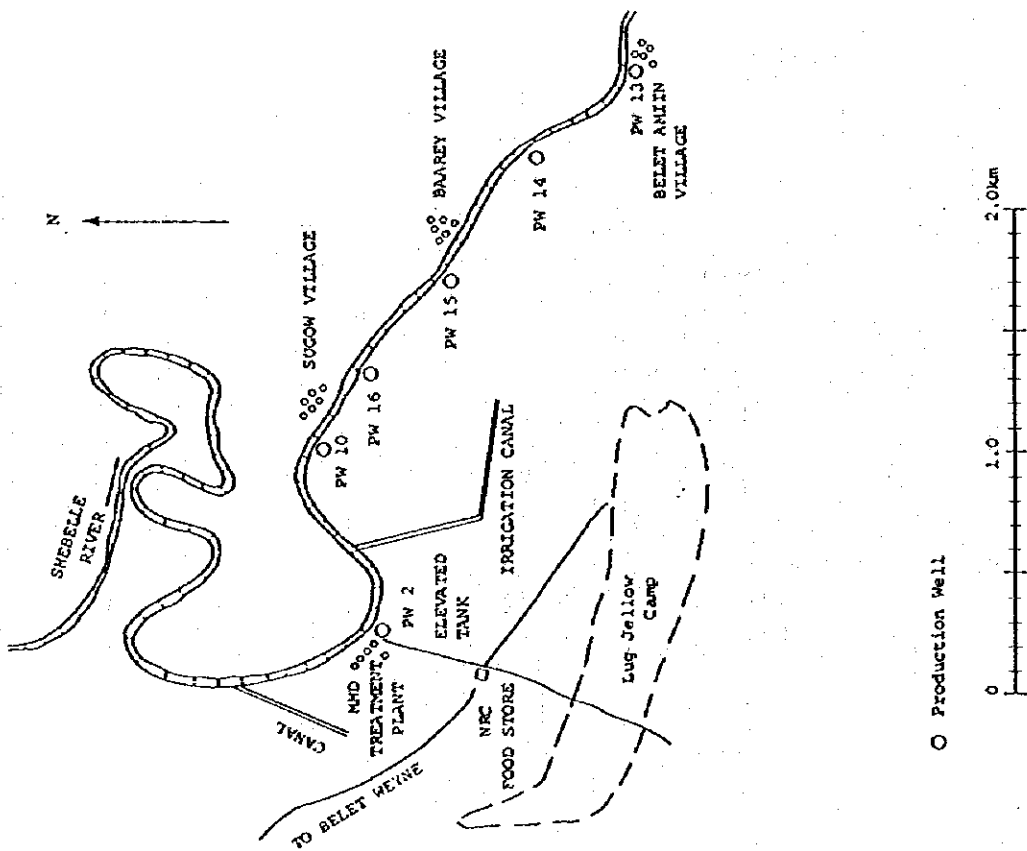 N
SHEBELLE
RIVER
SUGOW VILLAGE
BAAREY VILLAGE
PW 10
PW 16
PW 15
PW 14
PW 13
BELET AMIIN
VILLAGE
CANAL
MHD
TREATMENT
PLANT
PW 2
ELEVATED
TANK
IRRIGATION CANAL
TO BELET WEYNE
NRC
FOOD STORE
Lug-Jellow
Camp
Production Well
0
1.0
2.0km